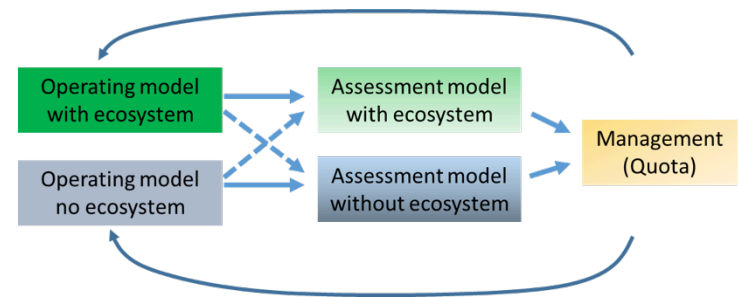 Operating model
with ecosystem
Assessment model
with ecosystem
Management
(Quota)
Operating model
no ecosystem
Assessment model
without ecosystem